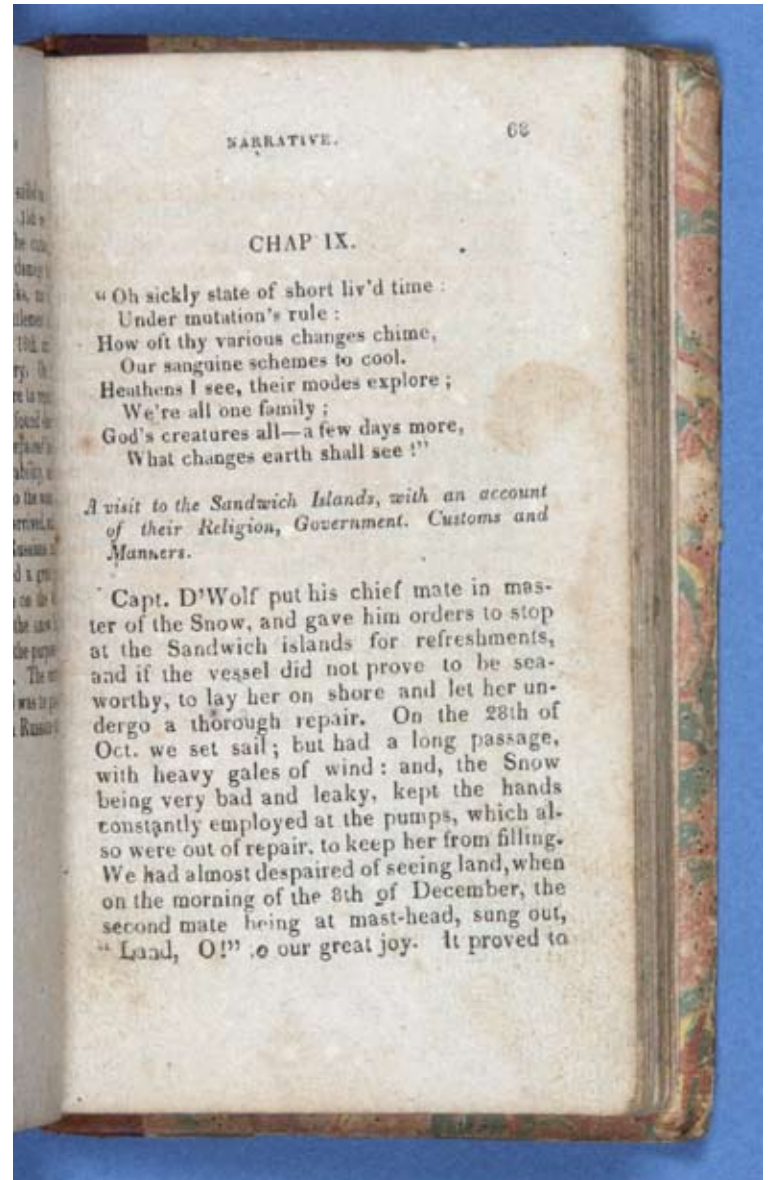 NARRATIVE.
68
CHAP IX.
"Oh sickly state of short liv'd time :
Under mutation's rule :
How oft thy various changes chime,
Our sanguine schemes to cool.
Heathens I see, their modes explore ;
We're all one family ;
God's creatures all—a few days more,
What changes earth shall see !"
A visit to the Sandwich Islands, with an account
of their Religion, Government. Customs and
Manners.
Capt. D'Wolf put his chief mate in mas-
ter of the Snow, and gave him orders to stop
at the Sandwich islands for refreshments,
and if the vessel did not prove to be sea-
worthy, to lay her on shore and let her un-
dergo a thorough repair. On the 28th of
Oct. we set sail ; but had a long passage,
with heavy gales of wind : and, the Snow
being very bad and leaky, kept the hands
constantly employed at the pumps, which al-
so were out of repair. to keep her from filling.
We had almost despaired of seeing land, when
on the morning of the 8th of December, the
second mate being at mast-head, sung out,
" Land, O!" .o our great joy. It proved to